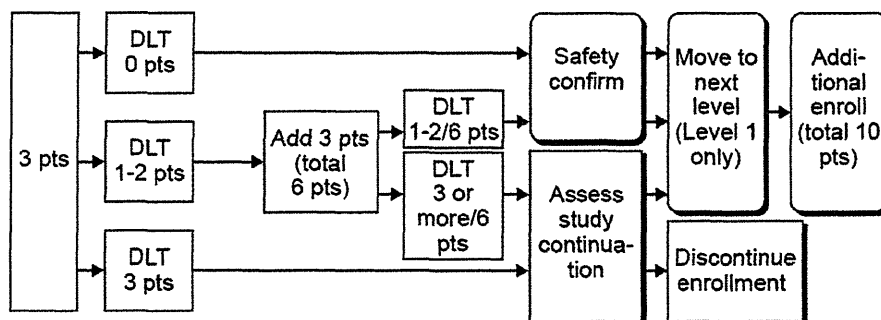 3 pts
DLT
0 pts
DLT
1-2 pts
DLT
3 pts
Add 3 pts
(total
6 pts)
DLT
1-2/6 pts
DLT
3 or
more/6
pts
Safety
confirm
Assess
study
continua-
tion
Move to
next
level
(Level 1
only)
Discontinue
enrollment
Addi-
tional
enroll
(total 10
pts)